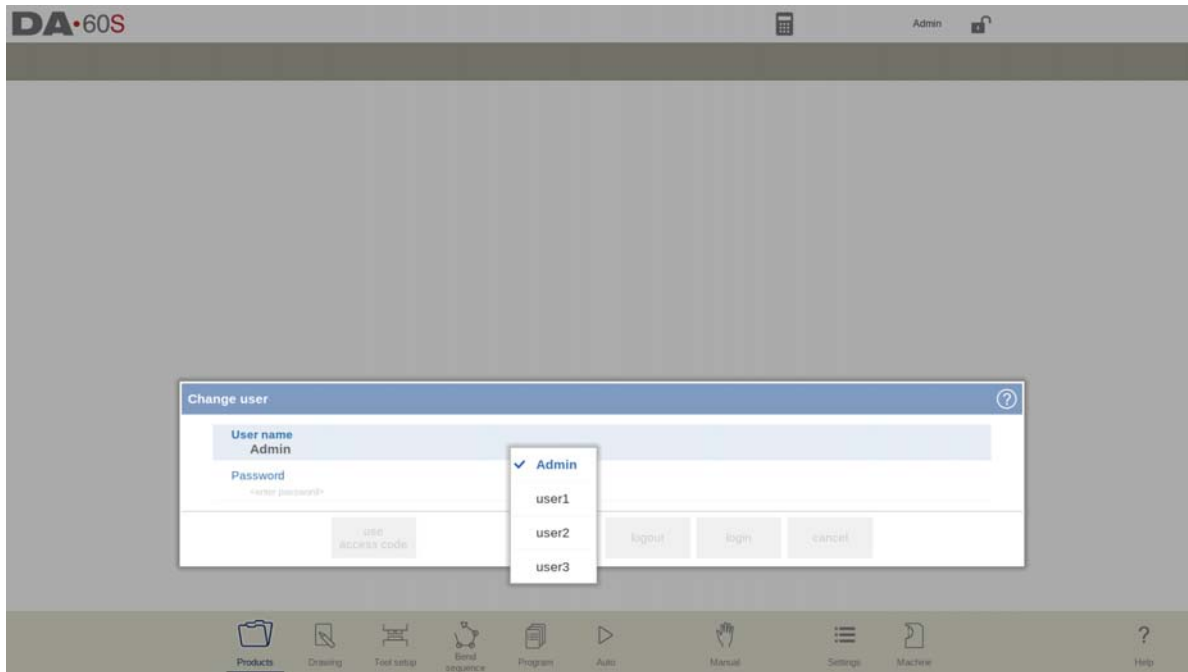 DA•60S
Admin
Change user
User name
Admin
Password
<enter password>
Admin
user1
user2
user3
use
access code
logout
login
cancel
Products
Drawing
Tool setup
Bend
sequence
Program
Auto
Manual
Settings
Machine
?
Help